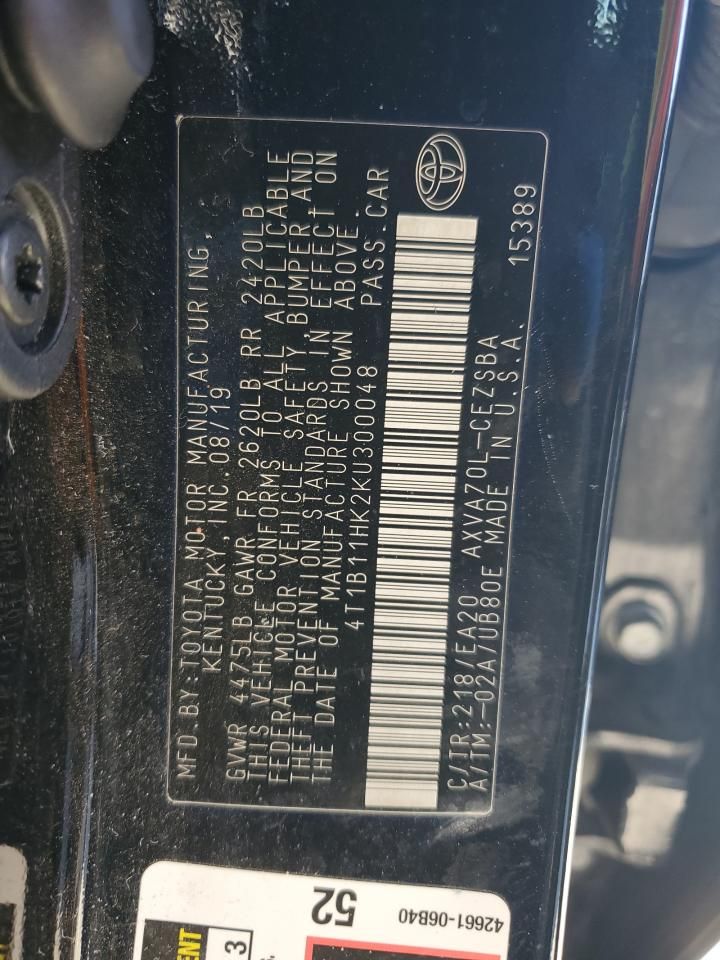 MFD. BY: TOYOTA MOTOR MANUFACTURING,
KENTUCKY, INC. 08/19
GVWR 4475LB GAWR FR 2620LB RR 2420LB
THIS VEHICLE CONFORMS TO ALL APPLICABLE
FEDERAL MOTOR VEHICLE SAFETY, BUMPER, AND
THEFT PREVENTION STANDARDS IN EFFECT ON
THE DATE OF MANUFACTURE SHOWN ABOVE.
4T1B11HK2KU300048 PASS.CAR
C/TR:218/EA20 AXVA70L-CEZSBA
A/TM:-02A/UB80E MADE IN U.S.A. 15389
52
42661-06B40
3